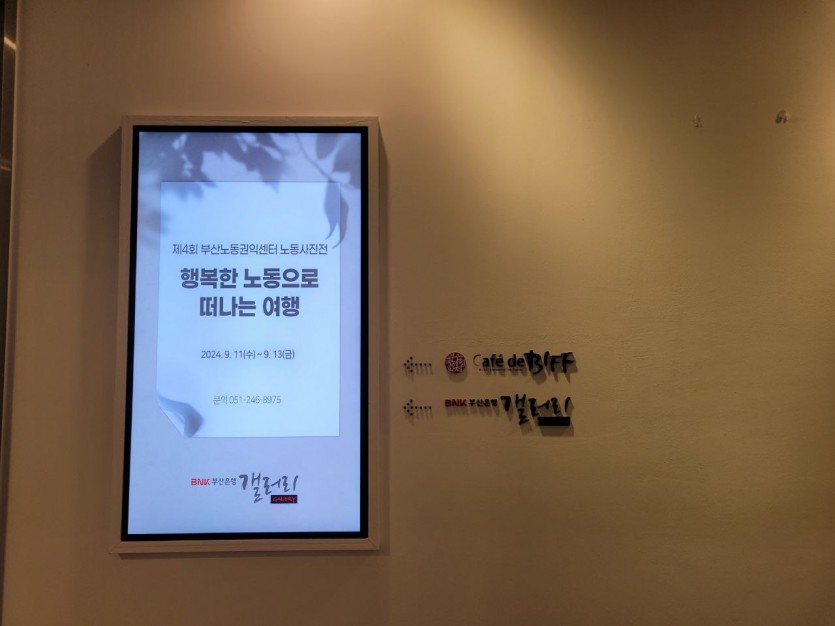 제4회 부산노동권익센터 노동사진전
행복한 노동으로
떠나는 여행
2024. 9. 11(수) – 9. 13(금)
문의 051-246-8975
BNK 부산은행 갤러리
Café de BIFF
BNK 부산은행 갤러리